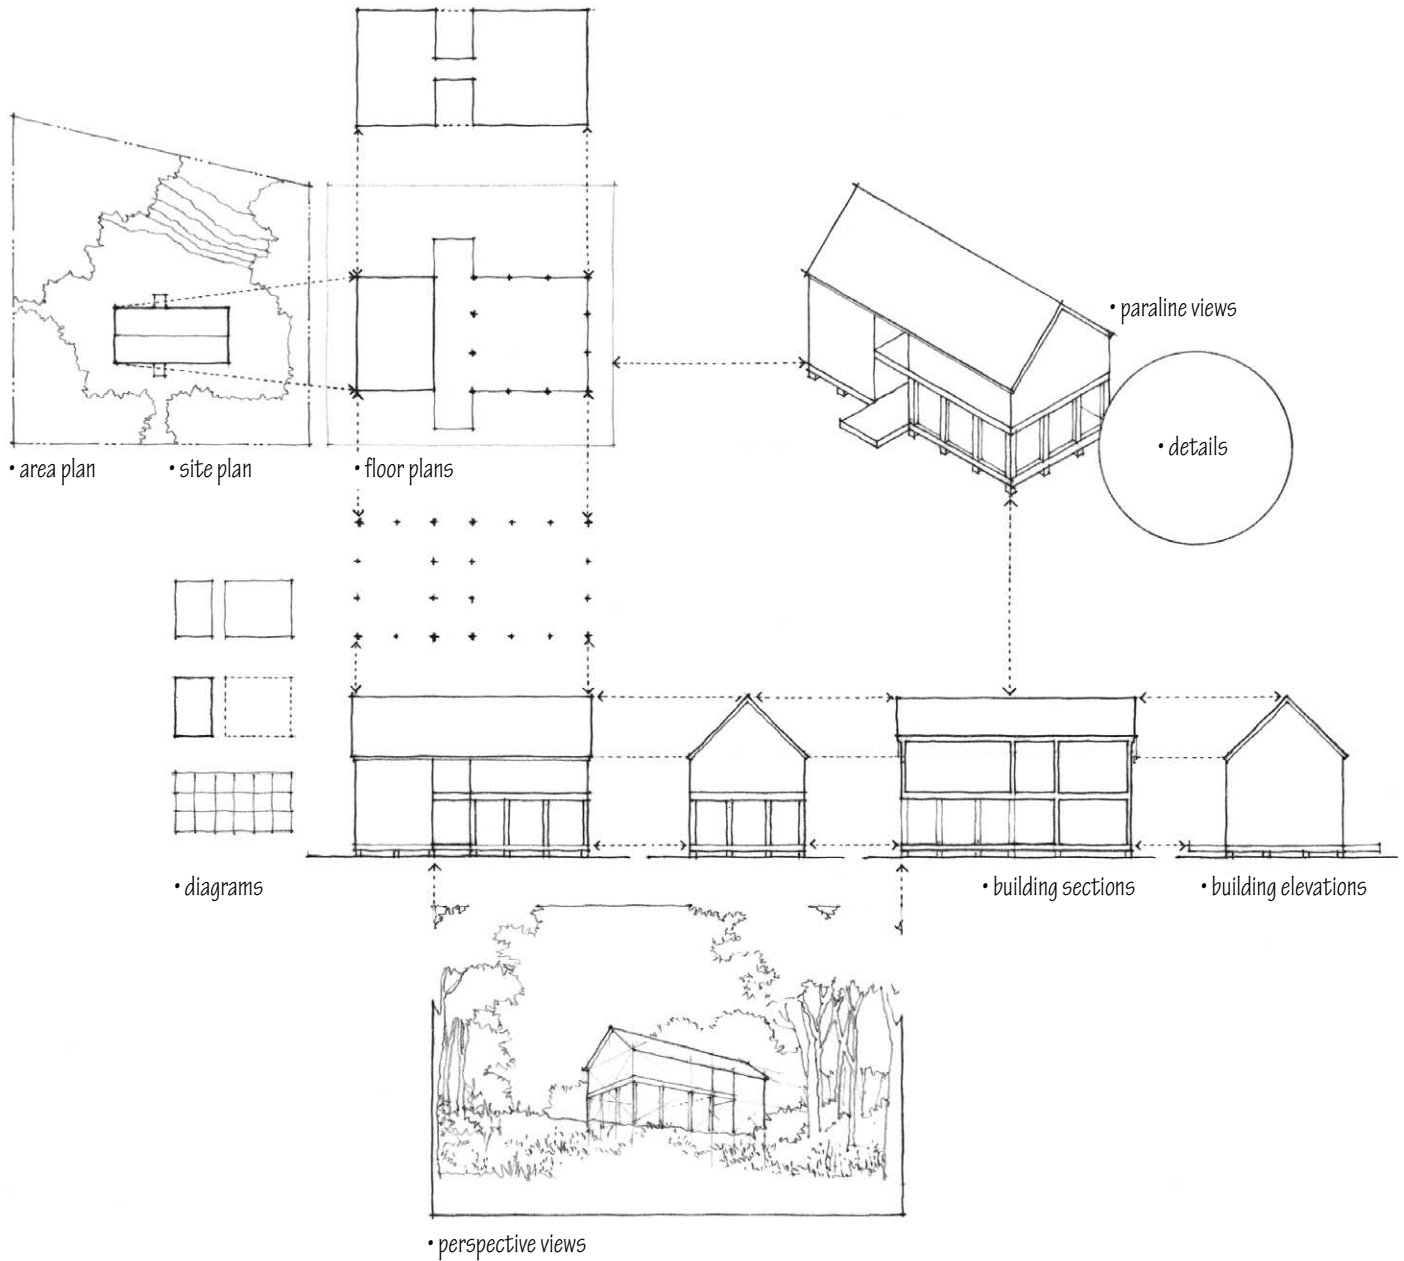 • paraline views
• details
• area plan
• site plan
• floor plans
• diagrams
• building sections
• building elevations
• perspective views